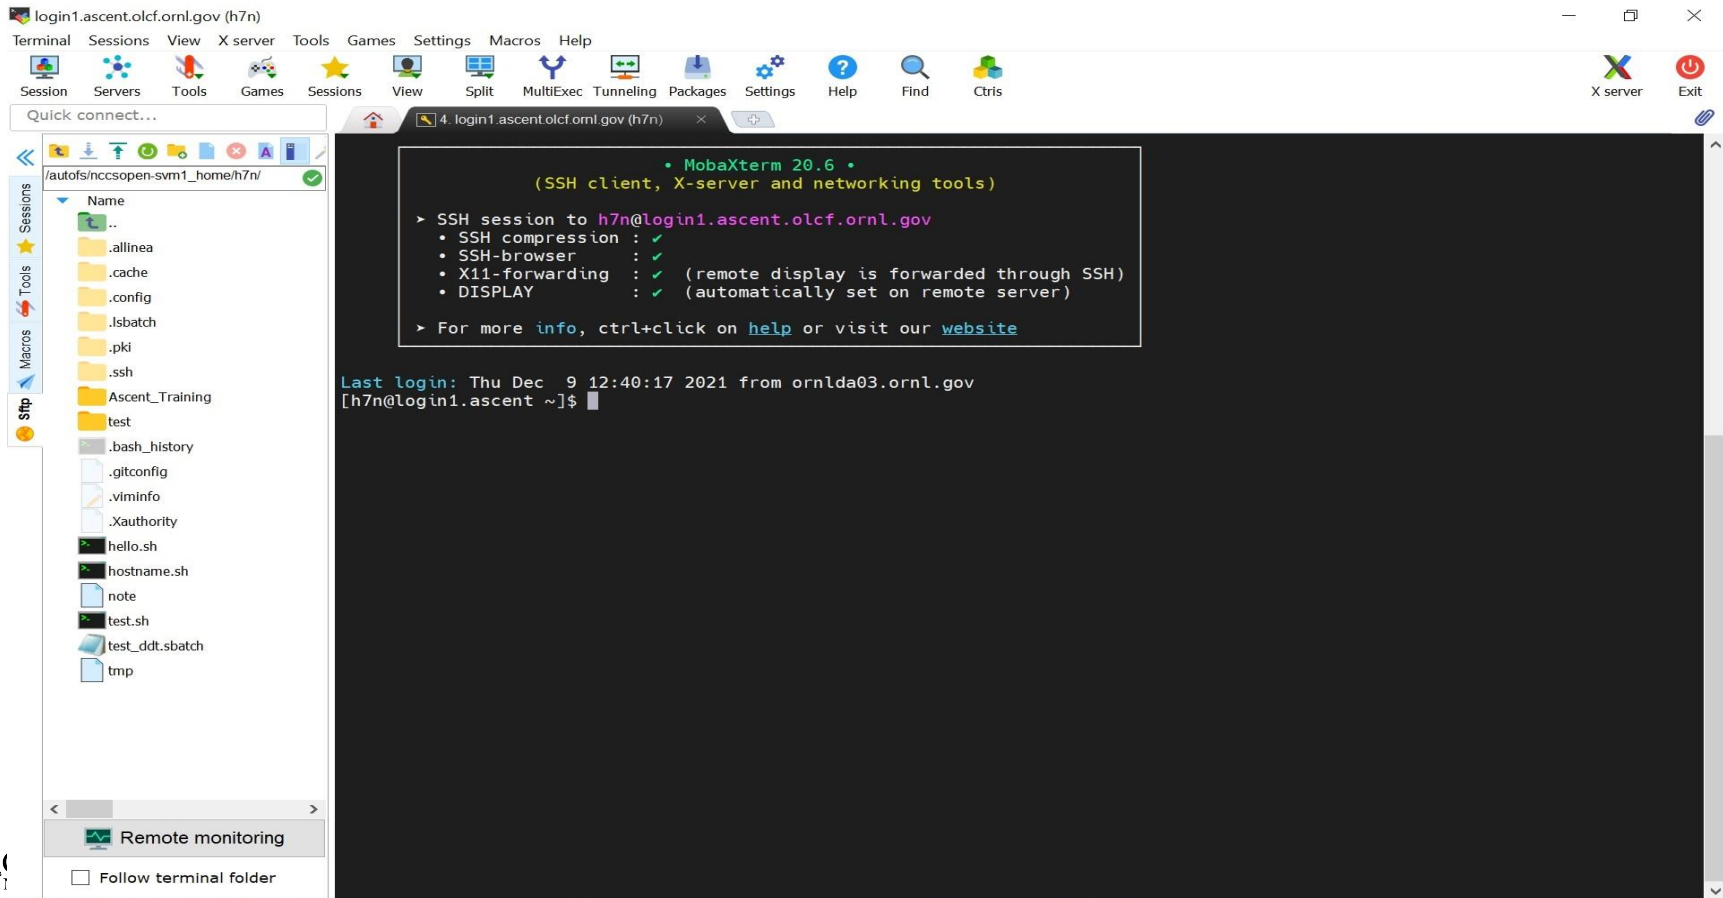 login1.ascent.olcf.ornl.gov (h7n)
Terminal Sessions View X server Tools Games Settings Macros Help
Session Servers Tools Games Sessions View Split MultiExec Tunneling Packages Settings Help Find Ctris X server Exit
Quick connect...
4. login1.ascent.olcf.ornl.gov (h7n)
/autofs/nccsopen-svm1_home/h7n/
Sessions
Tools
Macros
Sftp
Name
..
.allinea
.cache
.config
.lsbatch
.pki
.ssh
Ascent_Training
test
.bash_history
.gitconfig
.viminfo
.Xauthority
hello.sh
hostname.sh
note
test.sh
test_ddt.sbatch
tmp
Remote monitoring
Follow terminal folder
• MobaXterm 20.6 •
(SSH client, X-server and networking tools)
➤ SSH session to h7n@login1.ascent.olcf.ornl.gov
• SSH compression : ✔
• SSH-browser : ✔
• X11-forwarding : ✔ (remote display is forwarded through SSH)
• DISPLAY : ✔ (automatically set on remote server)
➤ For more info, ctrl+click on help or visit our website
Last login: Thu Dec 9 12:40:17 2021 from ornlda03.ornl.gov
[h7n@login1.ascent ~]$